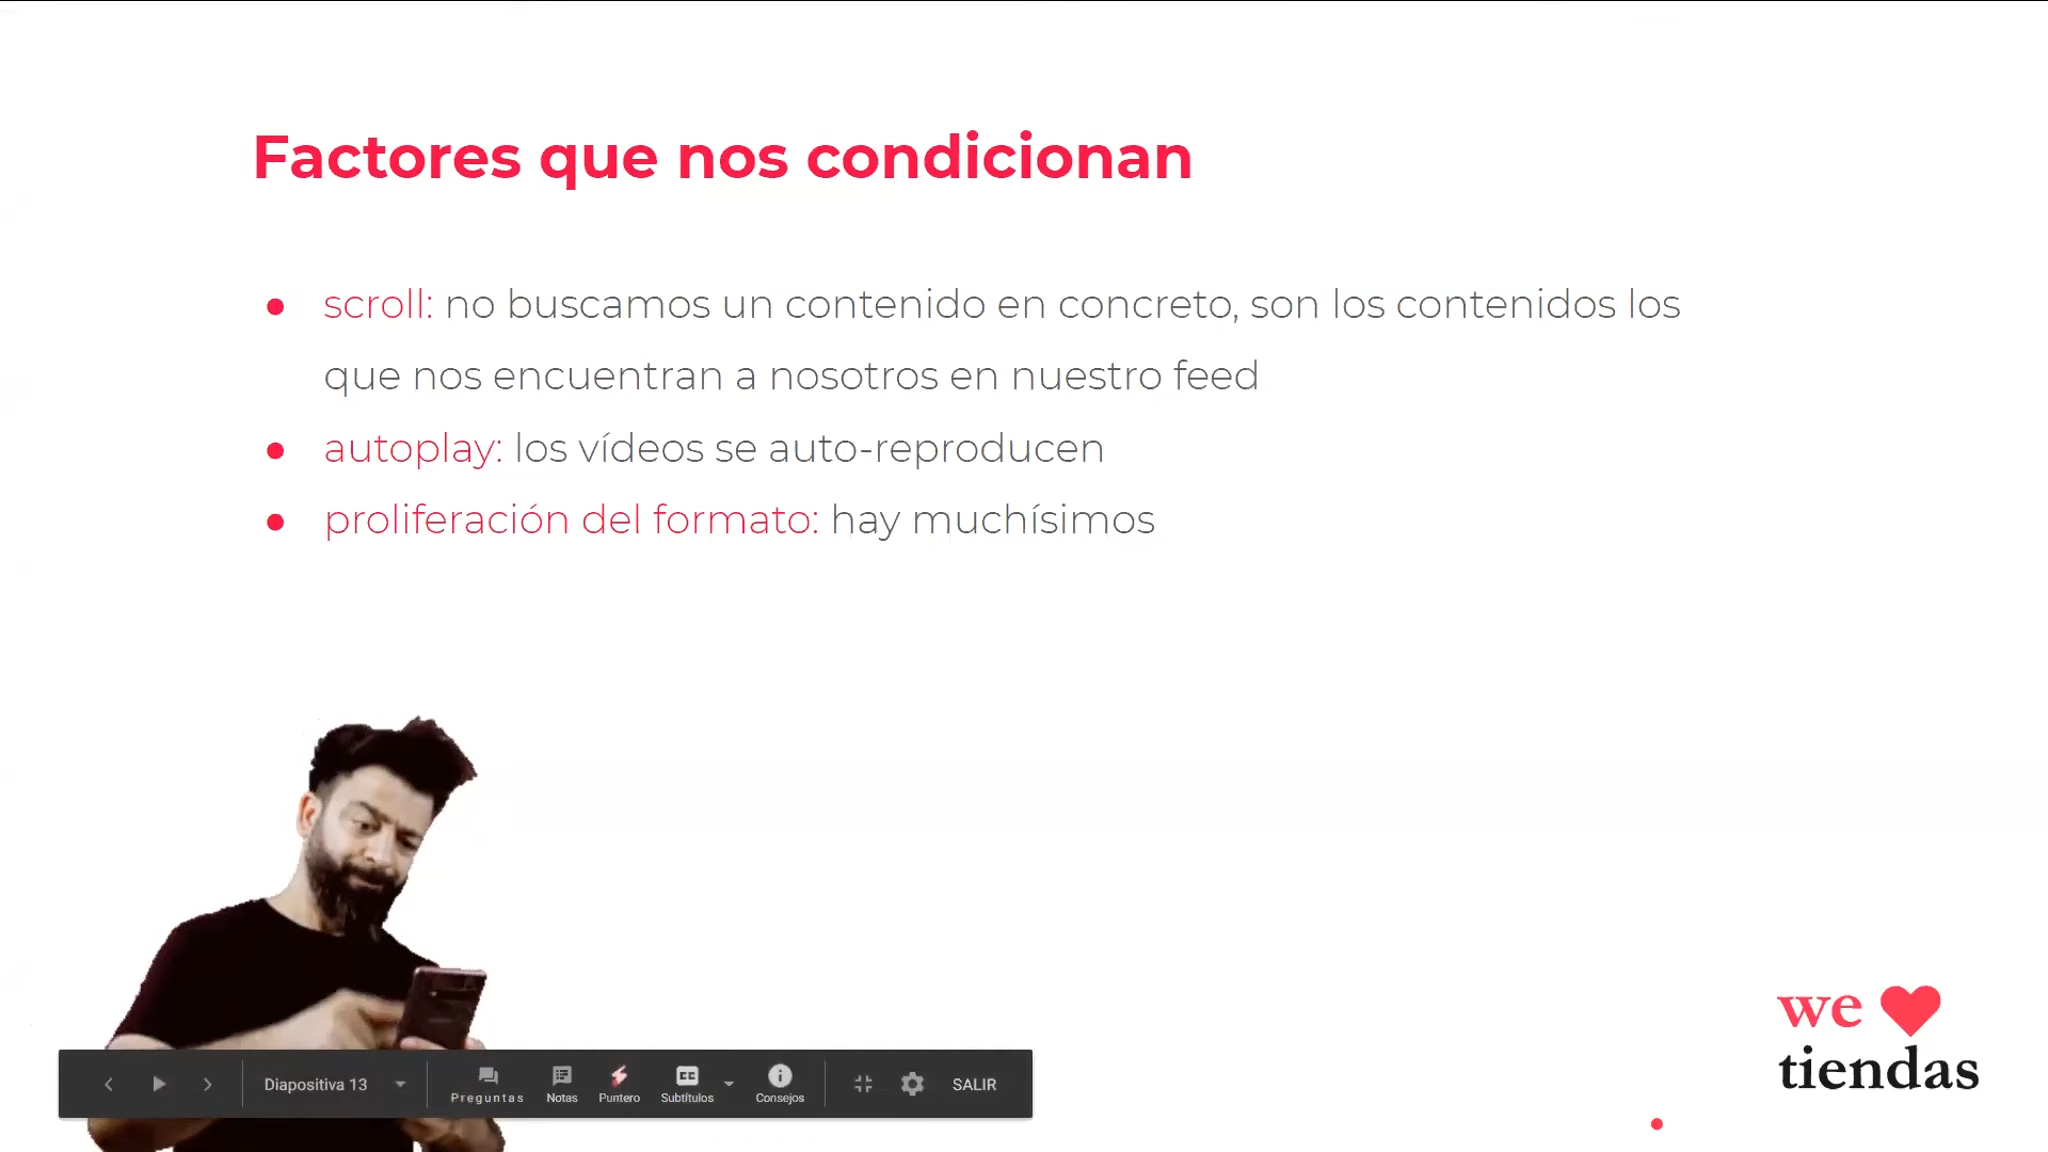 Factores que nos condicionan
● scroll: no buscamos un contenido en concreto, son los contenidos los
que nos encuentran a nosotros en nuestro feed
● autoplay: los vídeos se auto-reproducen
● proliferación del formato: hay muchísimos
we
tiendas
Diapositiva 13
Preguntas
Notas
Puntero
CC
Subtítulos
Consejos
SALIR